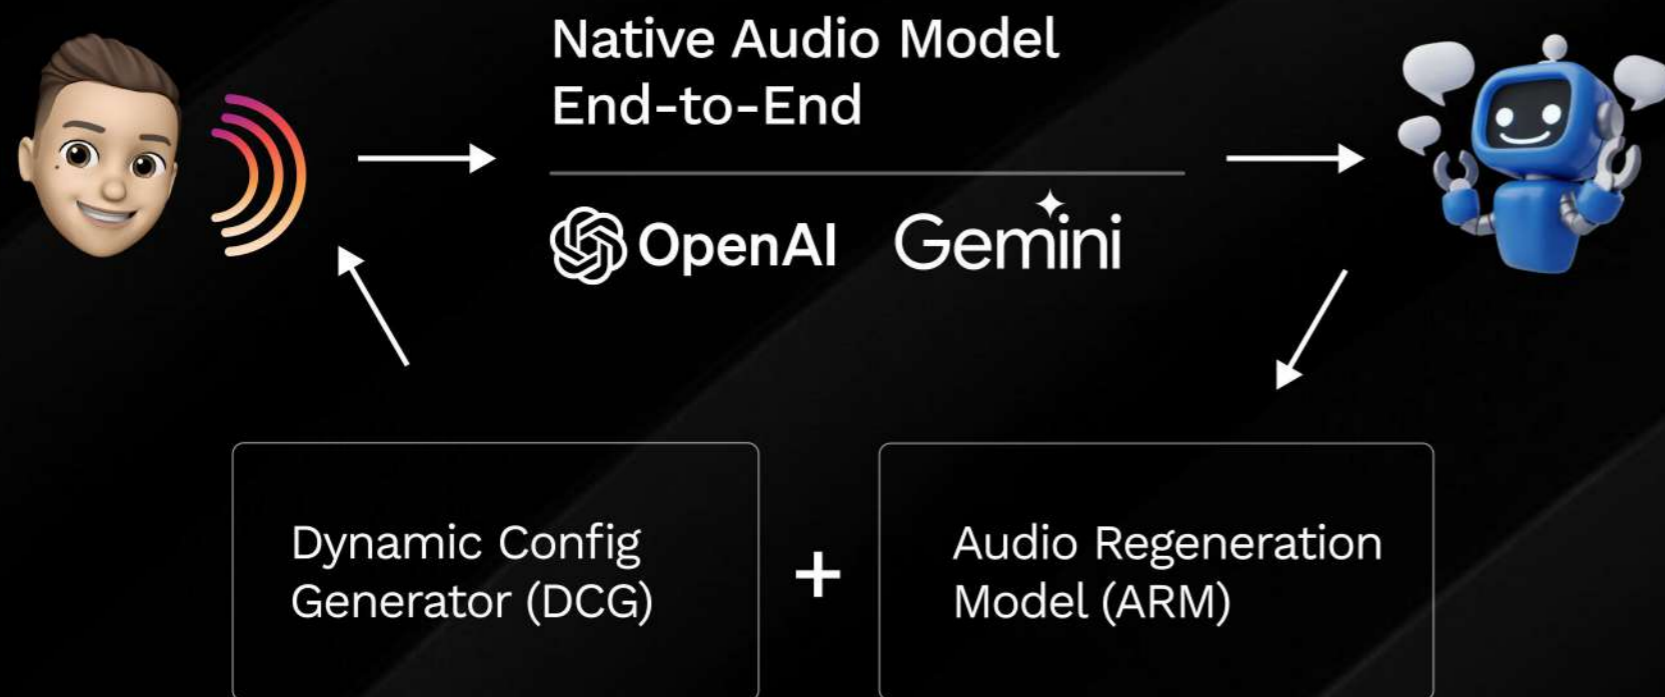 Native Audio Model
End-to-End
OpenAI Gemini
Dynamic Config
Generator (DCG)
+
Audio Regeneration
Model (ARM)